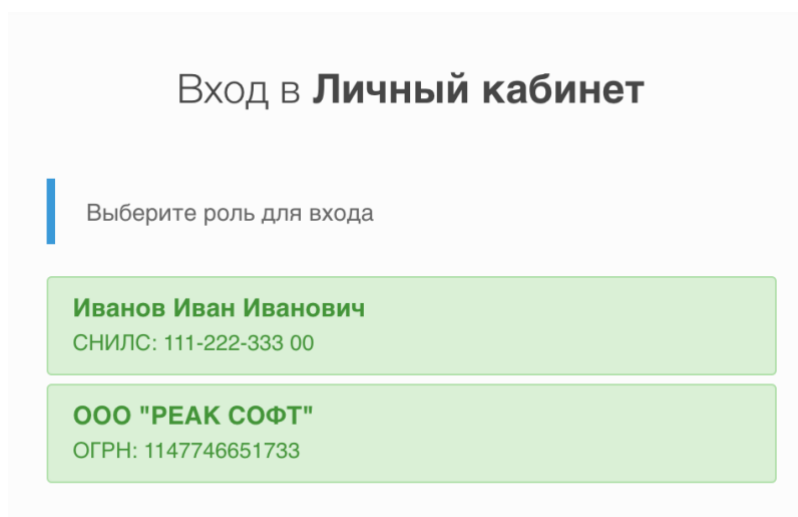 Вход в Личный кабинет
Выберите роль для входа
Иванов Иван Иванович
СНИЛС: 111-222-333 00
ООО "РЕАК СОФТ"
ОГРН: 1147746651733